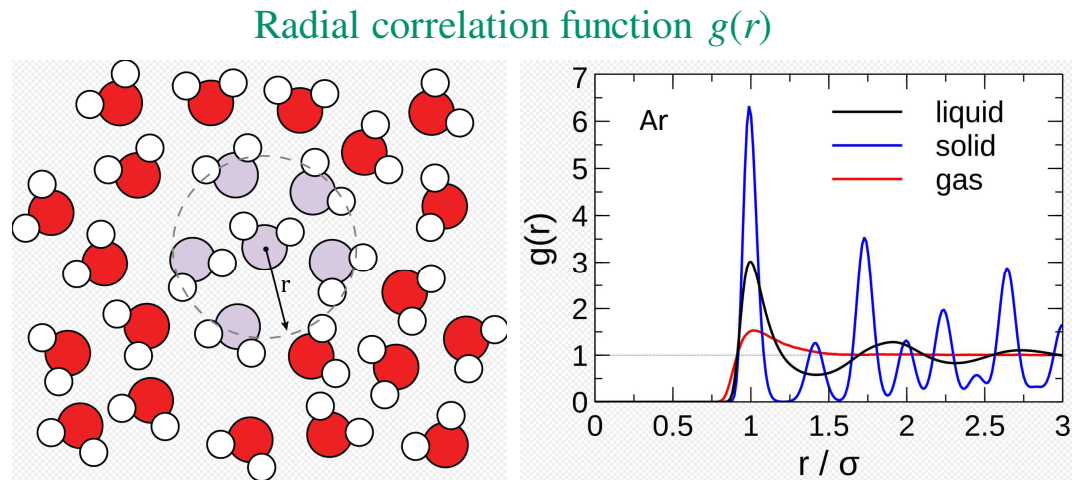 Radial correlation function g(r)
r
g(r)
7
6
5
4
3
2
1
0
Ar
liquid
solid
gas
0 0.5 1 1.5 2 2.5 3
r / σ